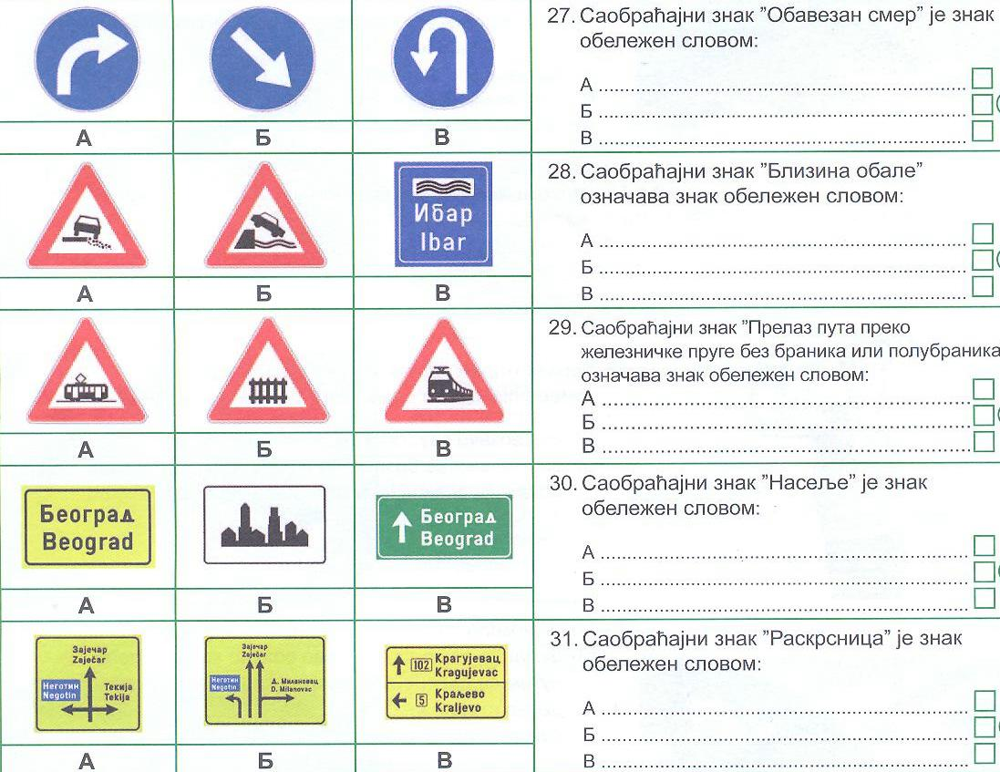 27. Саобраћајни знак ”Обавезан смер” је знак
обележен словом:
А
Б
В
А Б В
Ибар
Ibar
28. Саобраћајни знак ”Близина обале”
означава знак обележен словом:
А
Б
В
А Б В
29. Саобраћајни знак ”Прелаз пута преко
железничке пруге без браника или полубраника
означава знак обележен словом:
А
Б
В
А Б В
Београд
Beograd
Београд
Beograd
30. Саобраћајни знак ”Насеље” је знак
обележен словом:
А
Б
В
А Б В
Зајечар
Zaječar
Неготин
Negotin
Текија
Tekija
Зајечар
Zaječar
Неготин
Negotin
Д. Милановац
D. Milanovac
102 Крагујевац
Kragujevac
5 Краљево
Kraljevo
31. Саобраћајни знак ”Раскрсница” је знак
обележен словом:
А
Б
В
А Б В